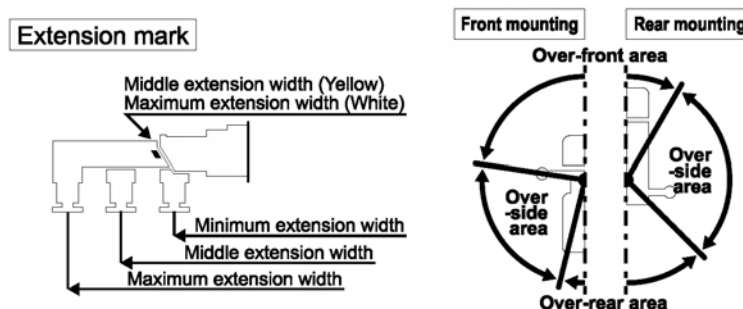 Extension mark
Middle extension width (Yellow)
Maximum extension width (White)
Minimum extension width
Middle extension width
Maximum extension width
Front mounting
Rear mounting
Over-front area
Over
-side
area
Over
-side
area
Over-rear area